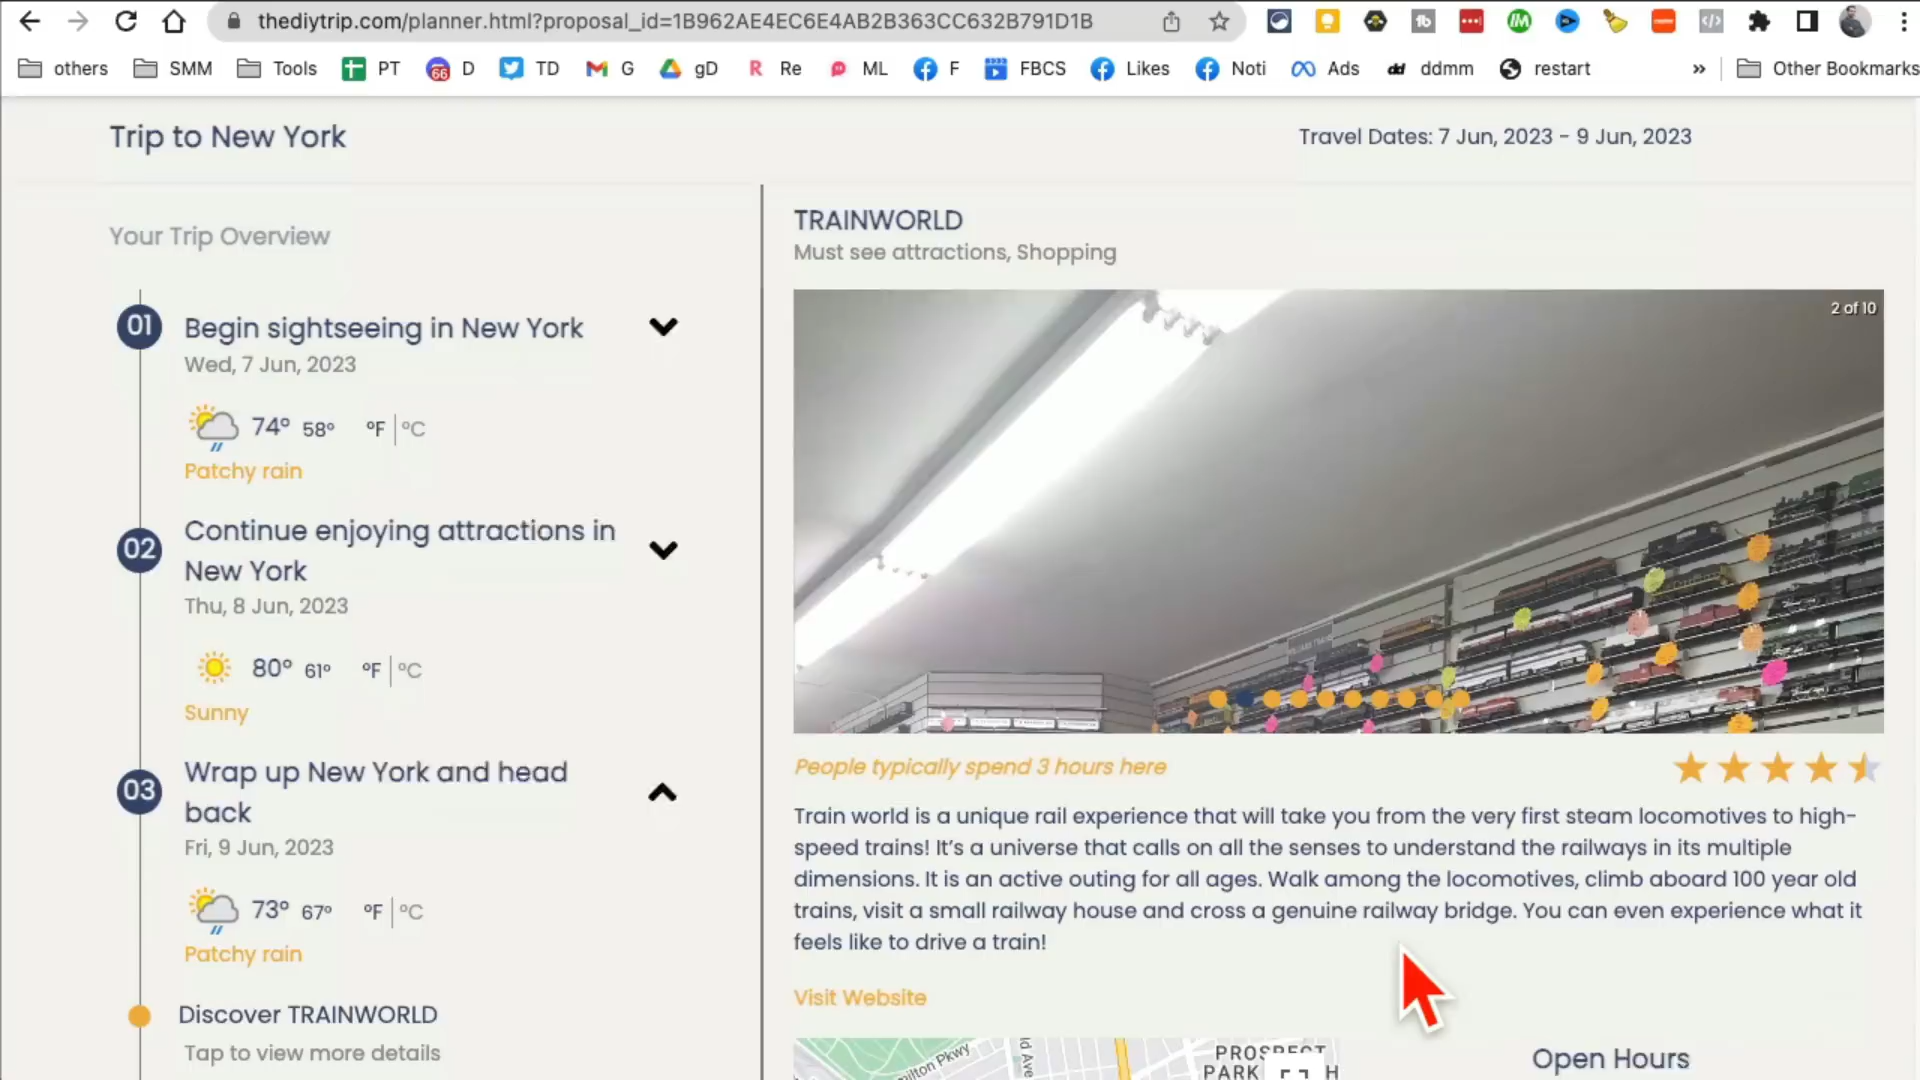 thediytrip.com/planner.html?proposal_id=1B962AE4EC6E4AB2B363CC632B791D1B
others SMM Tools PT 66 D TD G gD Re ML F FBCS Likes Noti Ads dd ddmm restart » Other Bookmarks
Trip to New York
Travel Dates: 7 Jun, 2023 - 9 Jun, 2023
Your Trip Overview
01
Begin sightseeing in New York
Wed, 7 Jun, 2023
74° 58° °F | °C
Patchy rain
02
Continue enjoying attractions in
New York
Thu, 8 Jun, 2023
80° 61° °F | °C
Sunny
03
Wrap up New York and head
back
Fri, 9 Jun, 2023
73° 67° °F | °C
Patchy rain
Discover TRAINWORLD
Tap to view more details
TRAINWORLD
Must see attractions, Shopping
2 of 10
People typically spend 3 hours here
Train world is a unique rail experience that will take you from the very first steam locomotives to high-
speed trains! It's a universe that calls on all the senses to understand the railways in its multiple
dimensions. It is an active outing for all ages. Walk among the locomotives, climb aboard 100 year old
trains, visit a small railway house and cross a genuine railway bridge. You can even experience what it
feels like to drive a train!
Visit Website
PROSPECT
PARK
Open Hours